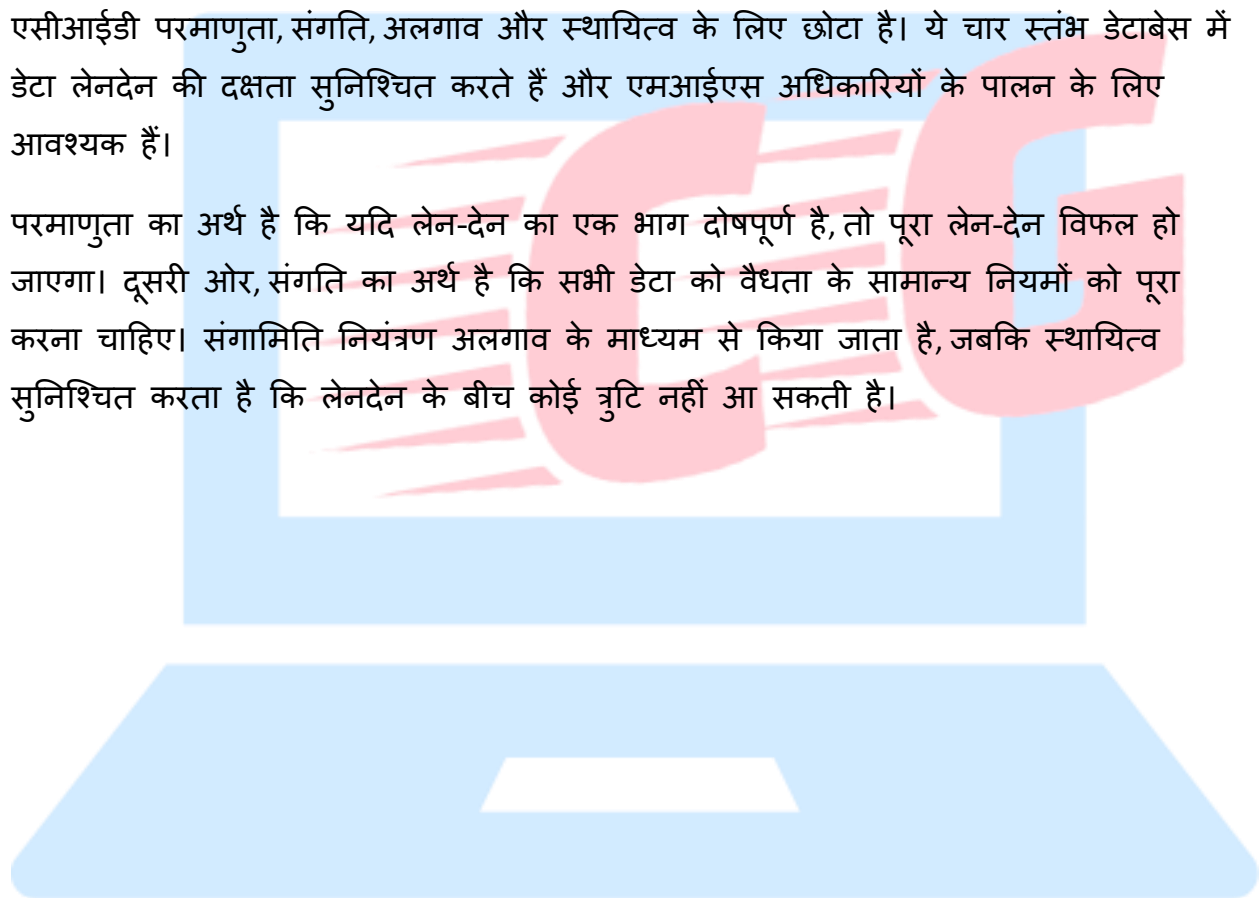 एसीआईडी परमाणुता, संगति, अलगाव और स्थायित्व के लिए छोटा है। ये चार स्तंभ डेटाबेस में
डेटा लेनदेन की दक्षता सुनिश्चित करते हैं और एमआईएस अधिकारियों के पालन के लिए
आवश्यक हैं।
परमाणुता का अर्थ है कि यदि लेन-देन का एक भाग दोषपूर्ण है, तो पूरा लेन-देन विफल हो
जाएगा। दूसरी ओर, संगति का अर्थ है कि सभी डेटा को वैधता के सामान्य नियमों को पूरा
करना चाहिए। संगामिति नियंत्रण अलगाव के माध्यम से किया जाता है, जबकि स्थायित्व
सुनिश्चित करता है कि लेनदेन के बीच कोई त्रुटि नहीं आ सकती है।
CG